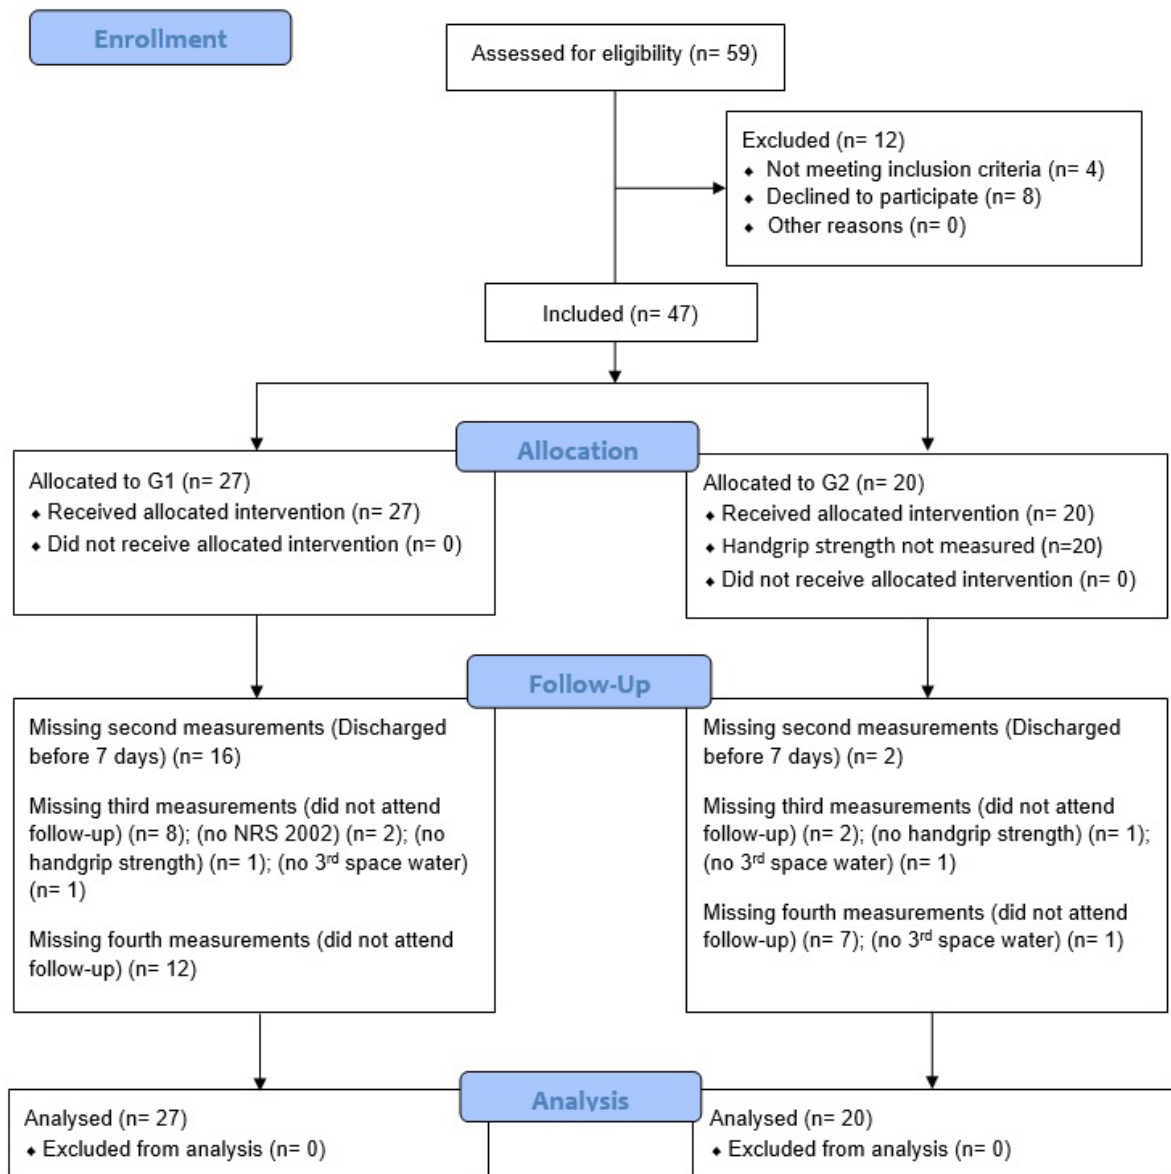 Enrollment
Assessed for eligibility (n= 59)
Excluded (n= 12)
⬥ Not meeting inclusion criteria (n= 4)
⬥ Declined to participate (n= 8)
⬥ Other reasons (n= 0)
Included (n= 47)
Allocation
Allocated to G1 (n= 27)
⬥ Received allocated intervention (n= 27)
⬥ Did not receive allocated intervention (n= 0)
Allocated to G2 (n= 20)
⬥ Received allocated intervention (n= 20)
⬥ Handgrip strength not measured (n=20)
⬥ Did not receive allocated intervention (n= 0)
Follow-Up
Missing second measurements (Discharged
before 7 days) (n= 16)
Missing third measurements (did not attend
follow-up) (n= 8); (no NRS 2002) (n= 2); (no
handgrip strength) (n= 1); (no 3rd space water)
(n= 1)
Missing fourth measurements (did not attend
follow-up) (n= 12)
Missing second measurements (Discharged
before 7 days) (n= 2)
Missing third measurements (did not attend
follow-up) (n= 2); (no handgrip strength) (n= 1);
(no 3rd space water) (n= 1)
Missing fourth measurements (did not attend
follow-up) (n= 7); (no 3rd space water) (n= 1)
Analysis
Analysed (n= 27)
⬥ Excluded from analysis (n= 0)
Analysed (n= 20)
⬥ Excluded from analysis (n= 0)